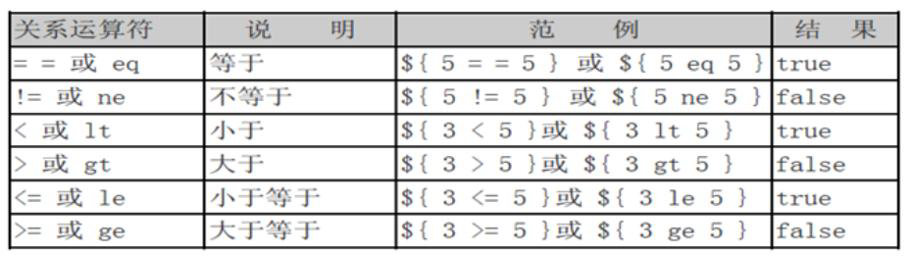 关系运算符 说 明 范 例 结 果
= = 或 eq 等于 ${ 5 = = 5 } 或 ${ 5 eq 5 } true
!= 或 ne 不等于 ${ 5 != 5 } 或 ${ 5 ne 5 } false
< 或 lt 小于 ${ 3 < 5 }或 ${ 3 lt 5 } true
> 或 gt 大于 ${ 3 > 5 }或 ${ 3 gt 5 } false
<= 或 le 小于等于 ${ 3 <= 5 }或 ${ 3 le 5 } true
>= 或 ge 大于等于 ${ 3 >= 5 }或 ${ 3 ge 5 } false